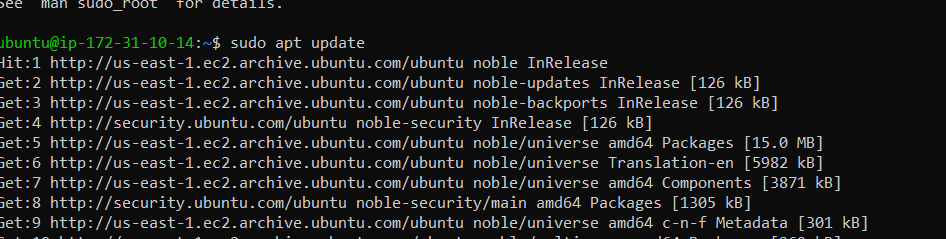 See "man sudo_root" for details.
ubuntu@ip-172-31-10-14:~$ sudo apt update
Hit:1 http://us-east-1.ec2.archive.ubuntu.com/ubuntu noble InRelease
Get:2 http://us-east-1.ec2.archive.ubuntu.com/ubuntu noble-updates InRelease [126 kB]
Get:3 http://us-east-1.ec2.archive.ubuntu.com/ubuntu noble-backports InRelease [126 kB]
Get:4 http://security.ubuntu.com/ubuntu noble-security InRelease [126 kB]
Get:5 http://us-east-1.ec2.archive.ubuntu.com/ubuntu noble/universe amd64 Packages [15.0 MB]
Get:6 http://us-east-1.ec2.archive.ubuntu.com/ubuntu noble/universe Translation-en [5982 kB]
Get:7 http://us-east-1.ec2.archive.ubuntu.com/ubuntu noble/universe amd64 Components [3871 kB]
Get:8 http://security.ubuntu.com/ubuntu noble-security/main amd64 Packages [1305 kB]
Get:9 http://us-east-1.ec2.archive.ubuntu.com/ubuntu noble/universe amd64 c-n-f Metadata [301 kB]